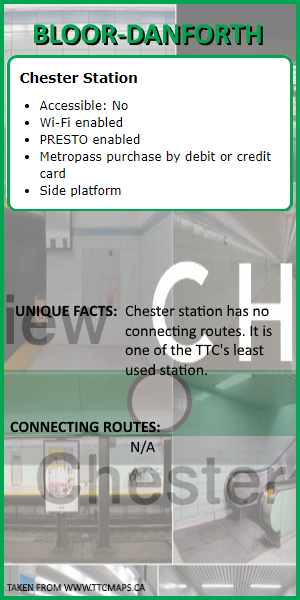 BLOOR-DANFORTH
Chester Station
• Accessible: No
• Wi-Fi enabled
• PRESTO enabled
• Metropass purchase by debit or credit
card
• Side platform
CH
iew
UNIQUE FACTS: Chester station has no
connecting routes. It is
one of the TTC's least
used station.
CONNECTING ROUTES:
N/A
Chester
TAKEN FROM WWW.TTCMAPS.CA